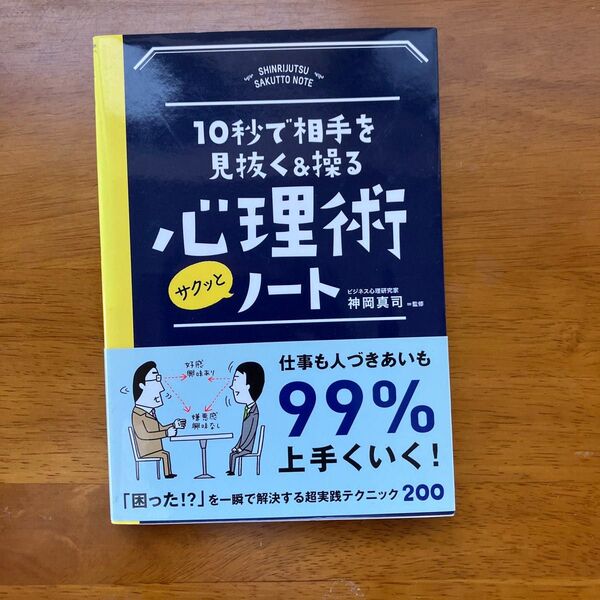 SHINRIJUTSU
SAKUTTO NOTE
10秒で相手を
見抜く&操る
心理術
サクッと
ノート
ビジネス心理研究家
神岡真司=監修
好感
興味あり
嫌悪感
興味なし
仕事も人づきあいも
99%
上手くいく!
「困った!?」を一瞬で解決する超実践テクニック200